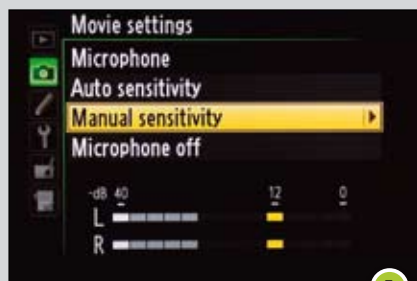 Movie settings
Microphone
Auto sensitivity
Manual sensitivity
Microphone off
-dB 40 12 0
L
R